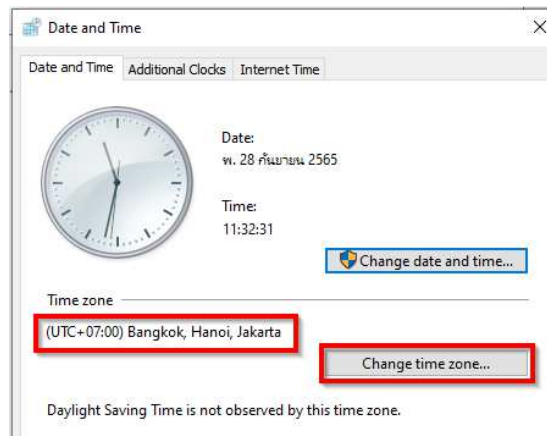 Date and Time
Date and Time Additional Clocks Internet Time
Date:
พ. 28 กันยายน 2565
Time:
11:32:31
Change date and time...
Time zone
(UTC+07:00) Bangkok, Hanoi, Jakarta
Change time zone...
Daylight Saving Time is not observed by this time zone.